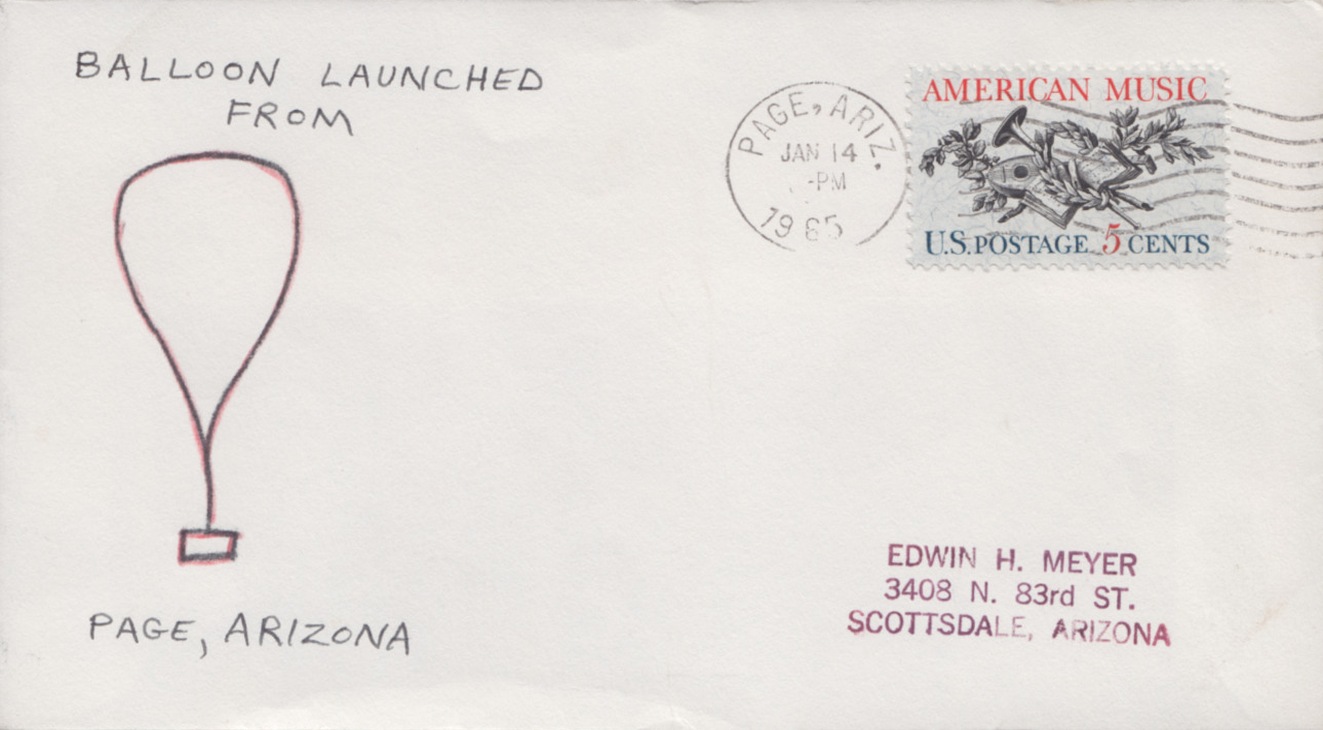 BALLOON LAUNCHED
FROM
PAGE, ARIZONA
PAGE, ARIZ.
JAN 14
-PM
1965
AMERICAN MUSIC
U.S. POSTAGE 5 CENTS
EDWIN H. MEYER
3408 N. 83rd ST.
SCOTTSDALE, ARIZONA